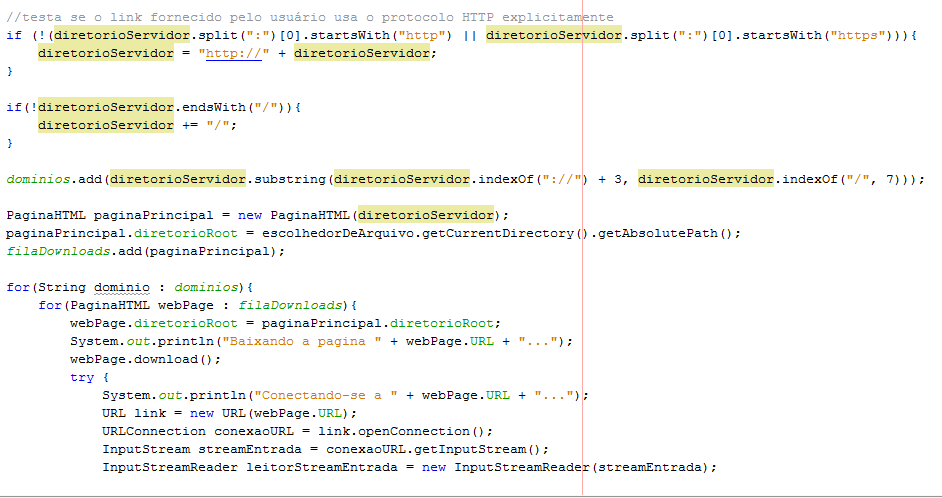 //testa se o link fornecido pelo usuário usa o protocolo HTTP explicitamente
if (!(diretorioServidor.split(":")[0].startsWith("http") || diretorioServidor.split(":")[0].startsWith("https"))){
diretorioServidor = "http://" + diretorioServidor;
}
if(!diretorioServidor.endsWith("/")){
diretorioServidor += "/";
}
dominios.add(diretorioServidor.substring(diretorioServidor.indexOf("://") + 3, diretorioServidor.indexOf("/", 7)));
PaginaHTML paginaPrincipal = new PaginaHTML(diretorioServidor);
paginaPrincipal.diretorioRoot = escolhedorDeArquivo.getCurrentDirectory().getAbsolutePath();
filaDownloads.add(paginaPrincipal);
for(String dominio : dominios){
for(PaginaHTML webPage : filaDownloads){
webPage.diretorioRoot = paginaPrincipal.diretorioRoot;
System.out.println("Baixando a pagina " + webPage.URL + "...");
webPage.download();
try {
System.out.println("Conectando-se a " + webPage.URL + "...");
URL link = new URL(webPage.URL);
URLConnection conexaoURL = link.openConnection();
InputStream streamEntrada = conexaoURL.getInputStream();
InputStreamReader leitorStreamEntrada = new InputStreamReader(streamEntrada);